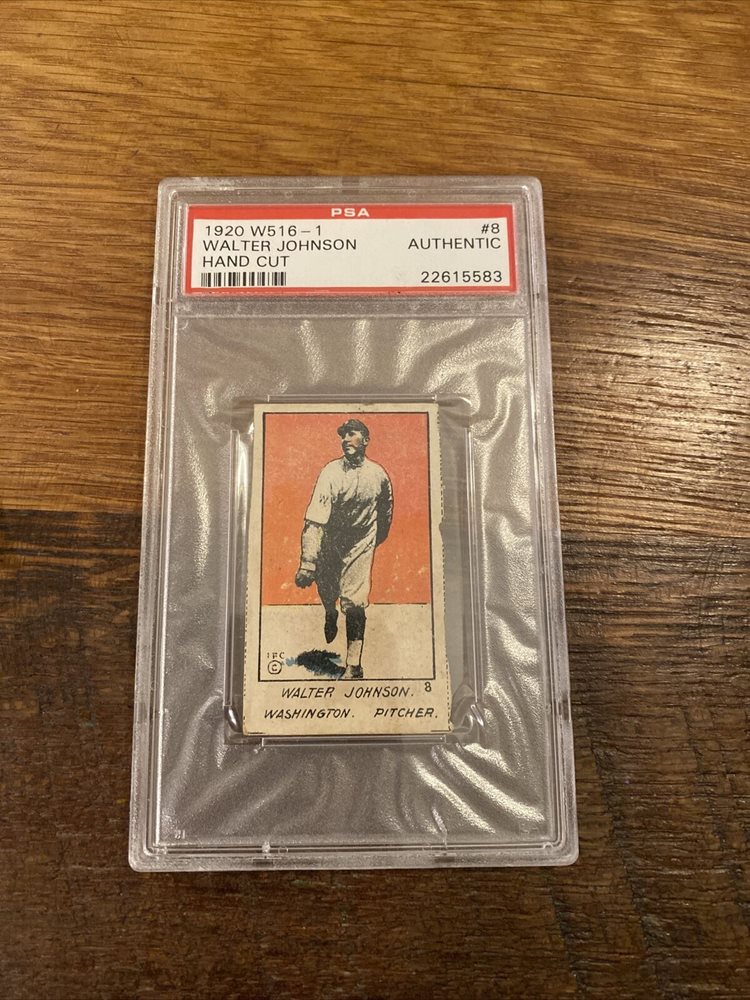 PSA
1920 W516-1 #8
WALTER JOHNSON AUTHENTIC
HAND CUT
22615583
IFC
©
WALTER JOHNSON. 8
WASHINGTON. PITCHER.